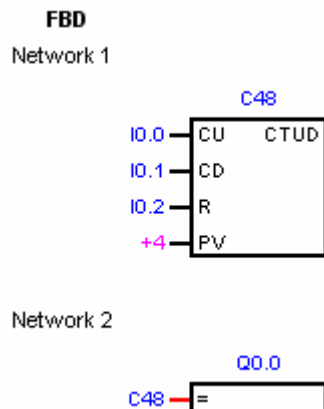 FBD
Network 1
C48
I0.0 CU CTUD
I0.1 CD
I0.2 R
+4 PV
Network 2
Q0.0
C48 =